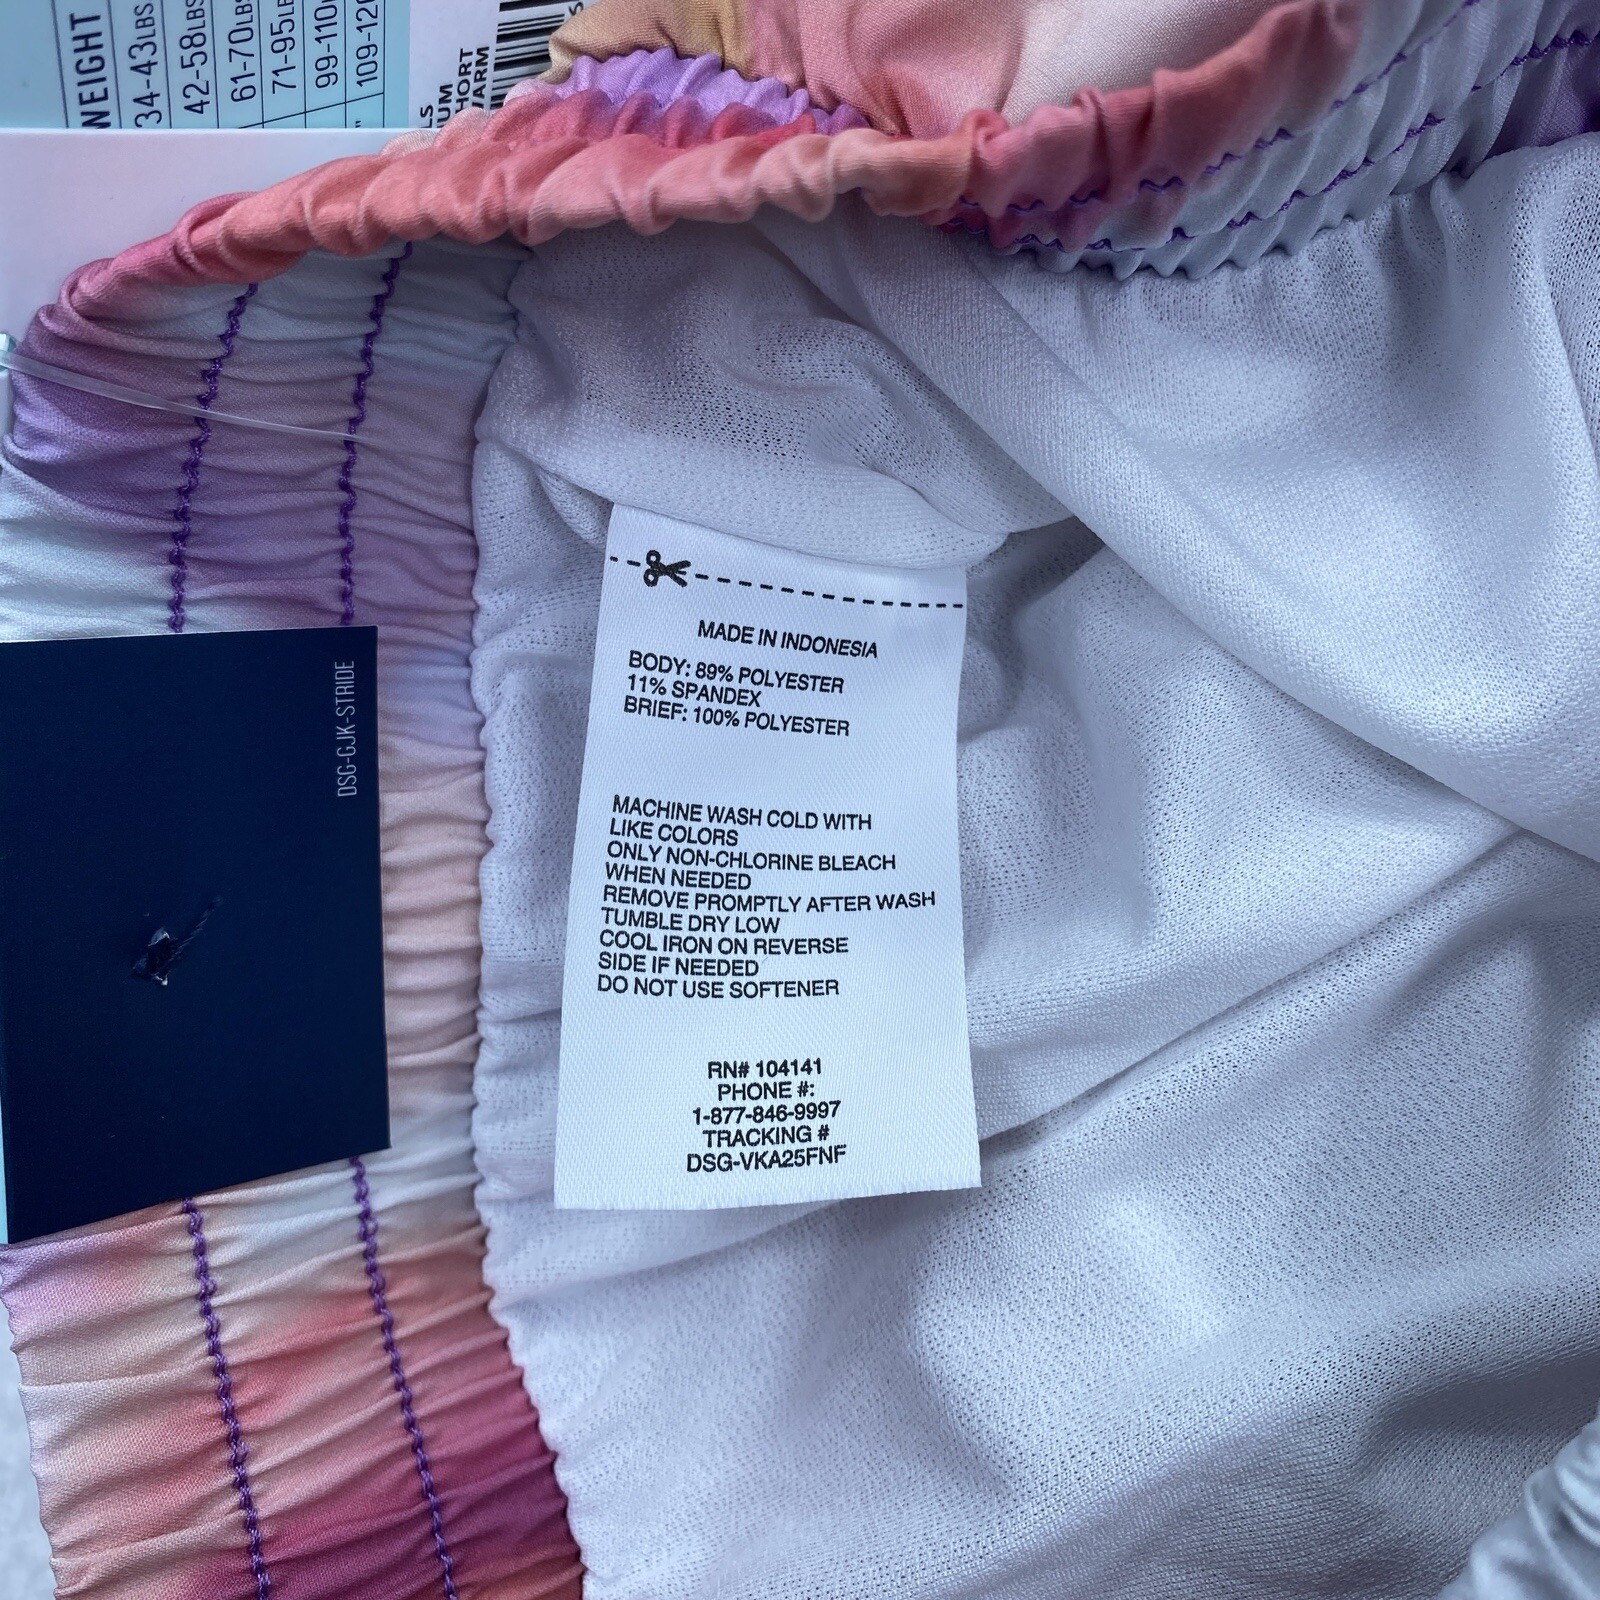 WEIGHT
34-43LBS
42-58LBS
61-70LBS
71-95LB
99-110
109-12
HORT
WARM
DSG-GJK-STRIDE
MADE IN INDONESIA
BODY: 89% POLYESTER
11% SPANDEX
BRIEF: 100% POLYESTER
MACHINE WASH COLD WITH
LIKE COLORS
ONLY NON-CHLORINE BLEACH
WHEN NEEDED
REMOVE PROMPTLY AFTER WASH
TUMBLE DRY LOW
COOL IRON ON REVERSE
SIDE IF NEEDED
DO NOT USE SOFTENER
RN# 104141
PHONE #:
1-877-846-9997
TRACKING #
DSG-VKA25FNF